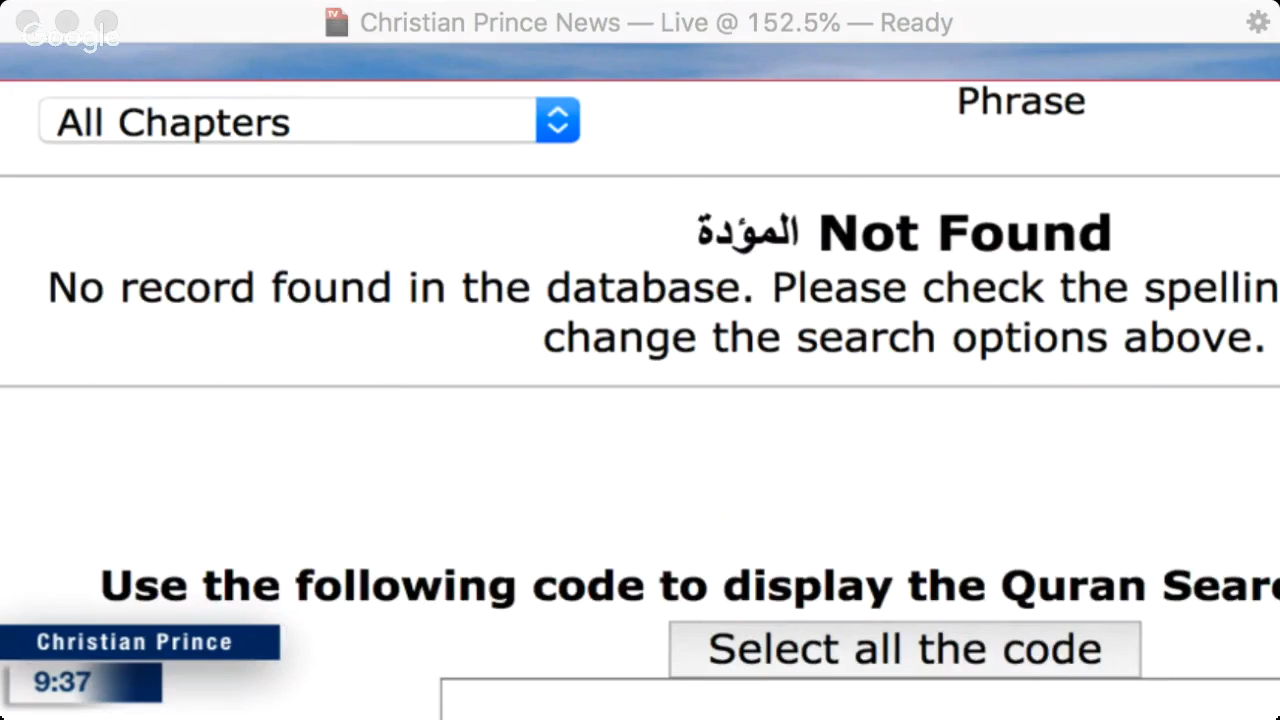 Christian Prince News — Live @ 152.5% — Ready
Google
All Chapters
Phrase
المؤدة Not Found
No record found in the database. Please check the spellin
change the search options above.
Use the following code to display the Quran Sear
Select all the code
Christian Prince
9:37